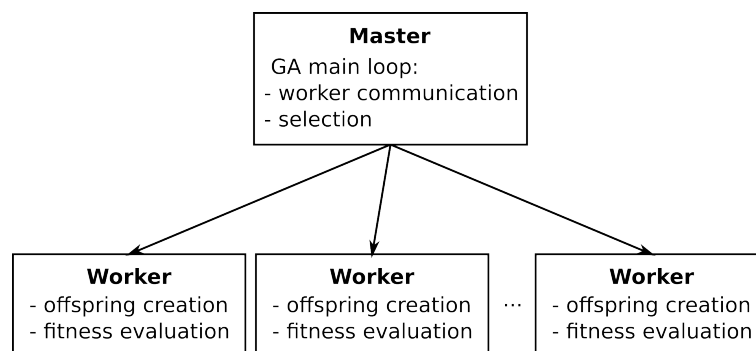 Master
GA main loop:
- worker communication
- selection
Worker
- offspring creation
- fitness evaluation
Worker
- offspring creation
- fitness evaluation
...
Worker
- offspring creation
- fitness evaluation